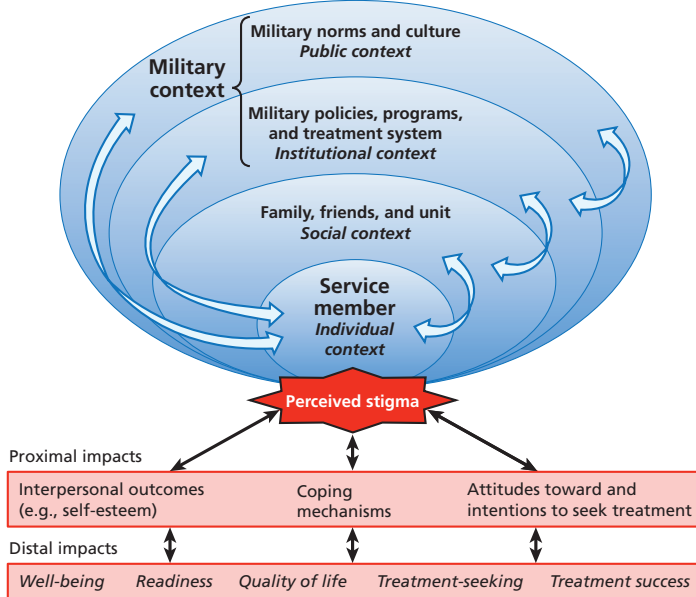 Military norms and culture
Public context
Military
context
Military policies, programs,
and treatment system
Institutional context
Family, friends, and unit
Social context
Service
member
Individual
context
Perceived stigma
Proximal impacts
Interpersonal outcomes
(e.g., self-esteem)
Coping
mechanisms
Attitudes toward and
intentions to seek treatment
Distal impacts
Well-being Readiness Quality of life Treatment-seeking Treatment success